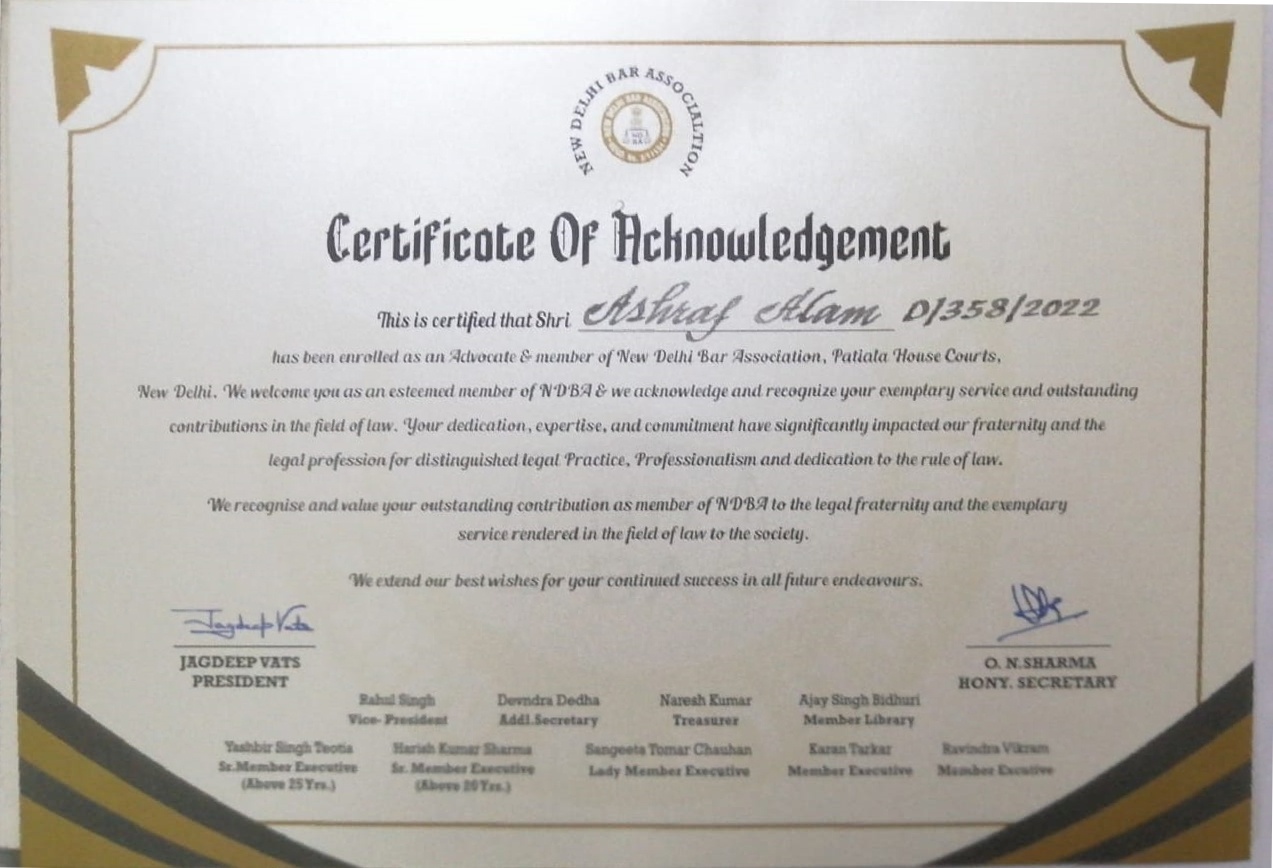 NEW DELHI BAR ASSOCIALTION
Certificate Of Acknowledgement
This is certified that Shri Ashraf Alam D/358/2022
has been enrolled as an Advocate & member of New Delhi Bar Association, Patiala House Courts,
New Delhi. We welcome you as an esteemed member of NDBA & we acknowledge and recognize your exemplary service and outstanding
contributions in the field of law. Your dedication, expertise, and commitment have significantly impacted our fraternity and the
legal profession for distinguished legal Practice, Professionalism and dedication to the rule of law.
We recognise and value your outstanding contribution as member of NDBA to the legal fraternity and the exemplary
service rendered in the field of law to the society.
We extend our best wishes for your continued success in all future endeavours.
Jagdeep Vats
JAGDEEP VATS O. N. SHARMA
PRESIDENT HONY. SECRETARY
Rahul Singh Devndra Dedha Naresh Kumar Ajay Singh Bidhuri
Vice- President Addl.Secretary Treasurer Member Library
Yashbir Singh Teotia Harish Kumar Sharma Sangeeta Tomar Chauhan Karan Tarkar Ravindra Vikram
Sr.Member Executive Sr. Member Executive Lady Member Executive Member Executive Member Excutive
(Above 25 Yrs.) (Above 20 Yrs.)